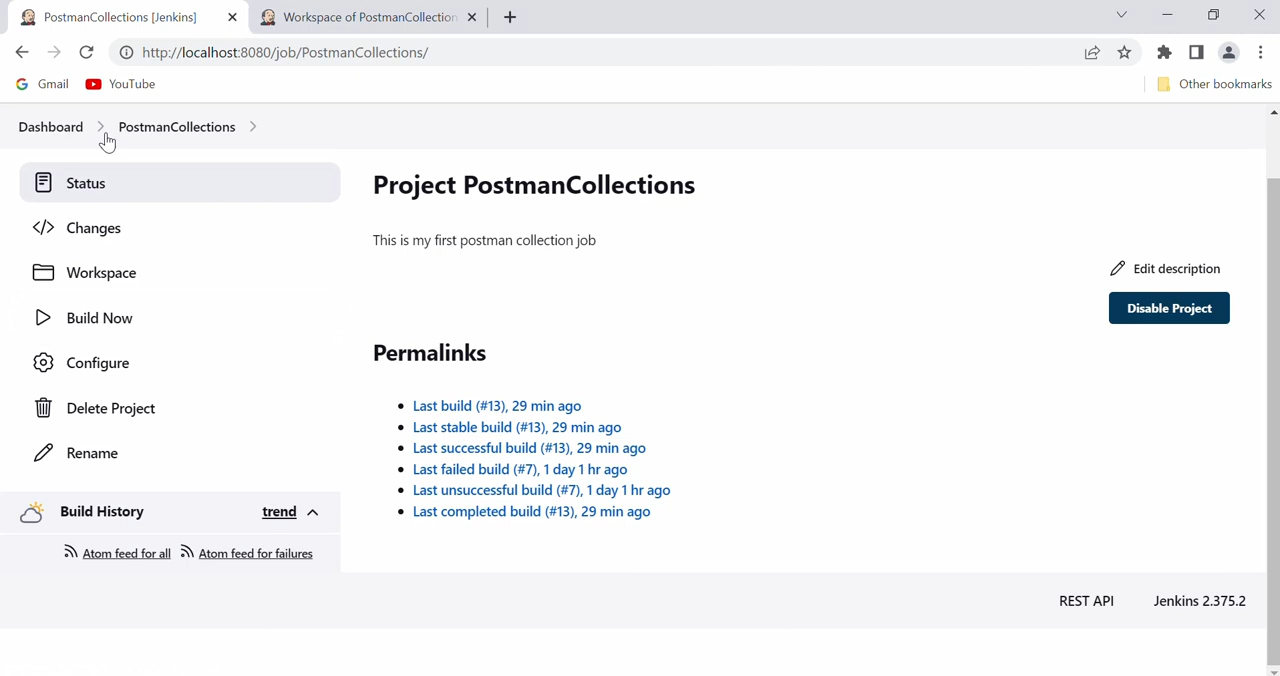 PostmanCollections [Jenkins]
Workspace of PostmanCollection
http://localhost:8080/job/PostmanCollections/
Gmail
YouTube
Other bookmarks
Dashboard
PostmanCollections
Status
Changes
Workspace
Build Now
Configure
Delete Project
Rename
Build History
trend
Atom feed for all
Atom feed for failures
Project PostmanCollections
This is my first postman collection job
Edit description
Disable Project
Permalinks
Last build (#13), 29 min ago
Last stable build (#13), 29 min ago
Last successful build (#13), 29 min ago
Last failed build (#7), 1 day 1 hr ago
Last unsuccessful build (#7), 1 day 1 hr ago
Last completed build (#13), 29 min ago
REST API
Jenkins 2.375.2